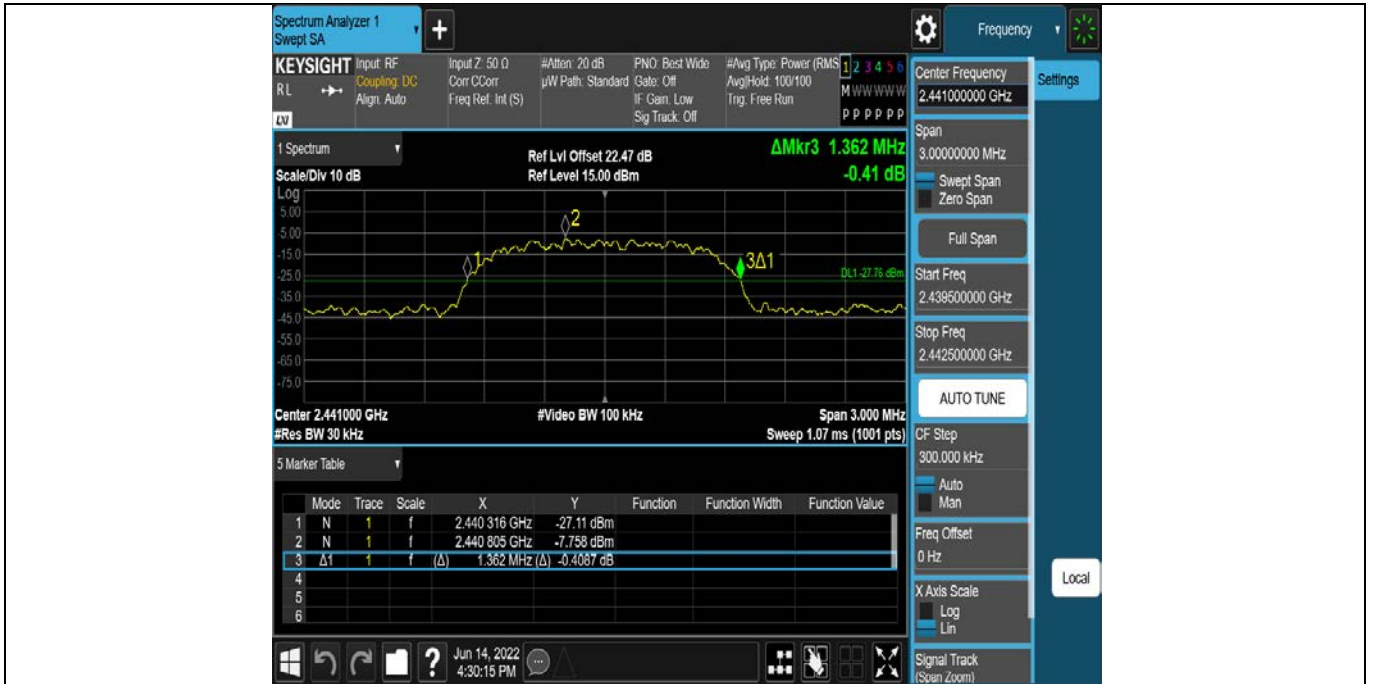 Spectrum Analyzer 1
Swept SA
+
Frequency
KEYSIGHT
RL
LXI
Input: RF
Coupling: DC
Align: Auto
Input Z: 50 Ω
Corr CCorr
Freq Ref: Int (S)
#Atten: 20 dB
µW Path: Standard
PNO: Best Wide
Gate: Off
IF Gain: Low
Sig Track: Off
#Avg Type: Power (RMS
Avg|Hold: 100/100
Trig: Free Run
1 2 3 4 5 6
M W W W W W
P P P P P P
1 Spectrum
Scale/Div 10 dB
Ref Lvl Offset 22.47 dB
Ref Level 15.00 dBm
ΔMkr3 1.362 MHz
-0.41 dB
Log
5.00
-5.00
-15.0
-25.0
-35.0
-45.0
-55.0
-65.0
-75.0
1
2
3Δ1
DL1 -27.76 dBm
Center 2.441000 GHz
#Res BW 30 kHz
#Video BW 100 kHz
Span 3.000 MHz
Sweep 1.07 ms (1001 pts)
5 Marker Table
Mode Trace Scale X Y Function Function Width Function Value
1 N 1 f 2.440 316 GHz -27.11 dBm
2 N 1 f 2.440 805 GHz -7.758 dBm
3 Δ1 1 f (Δ) 1.362 MHz (Δ) -0.4087 dB
4
5
6
?
Jun 14, 2022
4:30:15 PM
Center Frequency
2.441000000 GHz
Span
3.00000000 MHz
Swept Span
Zero Span
Full Span
Start Freq
2.439500000 GHz
Stop Freq
2.442500000 GHz
AUTO TUNE
CF Step
300.000 kHz
Auto
Man
Freq Offset
0 Hz
X Axis Scale
Log
Lin
Signal Track
(Span Zoom)
Settings
Local